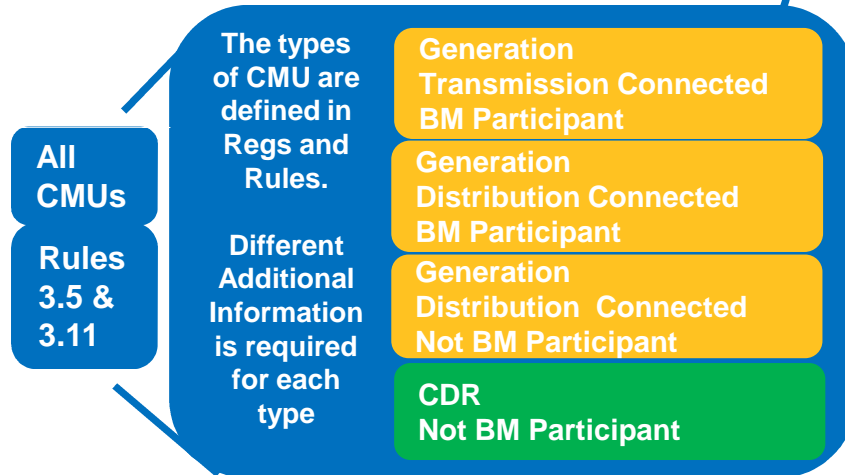 All
CMUs
Rules
3.5 &
3.11
The types
of CMU are
defined in
Regs and
Rules.
Different
Additional
Information
is required
for each
type
Generation
Transmission Connected
BM Participant
Generation
Distribution Connected
BM Participant
Generation
Distribution Connected
Not BM Participant
CDR
Not BM Participant